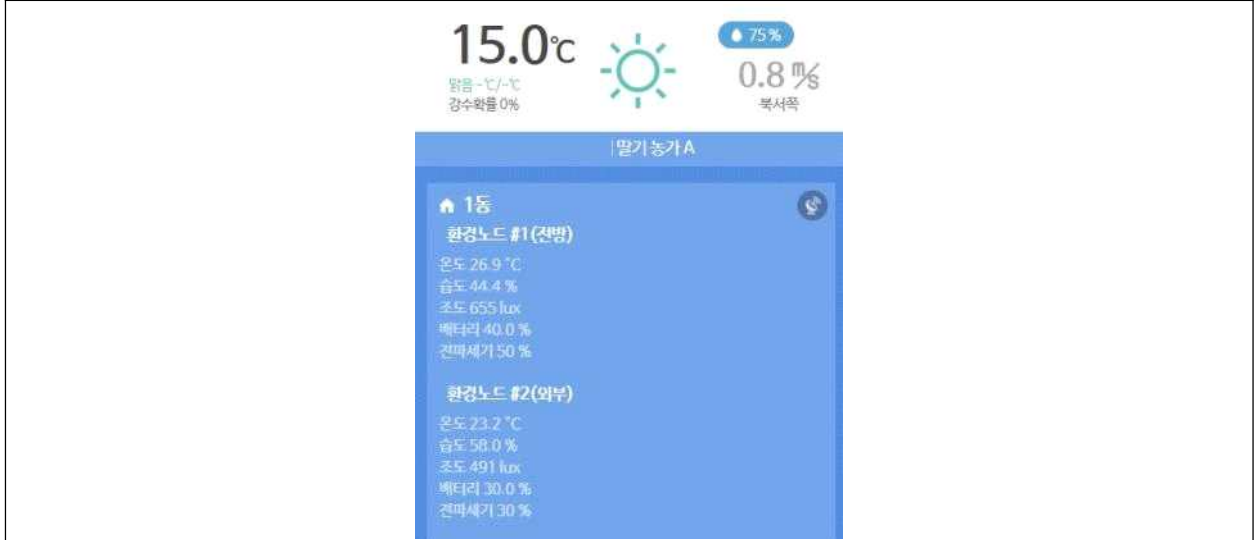 15.0℃
맑음 -℃/-℃
강수확률 0%
75%
0.8 ㎧
북서쪽
딸기 농가 A
1동
환경노드 #1(전방)
온도 26.9 ˚C
습도 44.4 %
조도 655 lux
배터리 40.0 %
전파세기 50 %
환경노드 #2(외부)
온도 23.2 ˚C
습도 58.0 %
조도 491 lux
배터리 30.0 %
전파세기 30 %